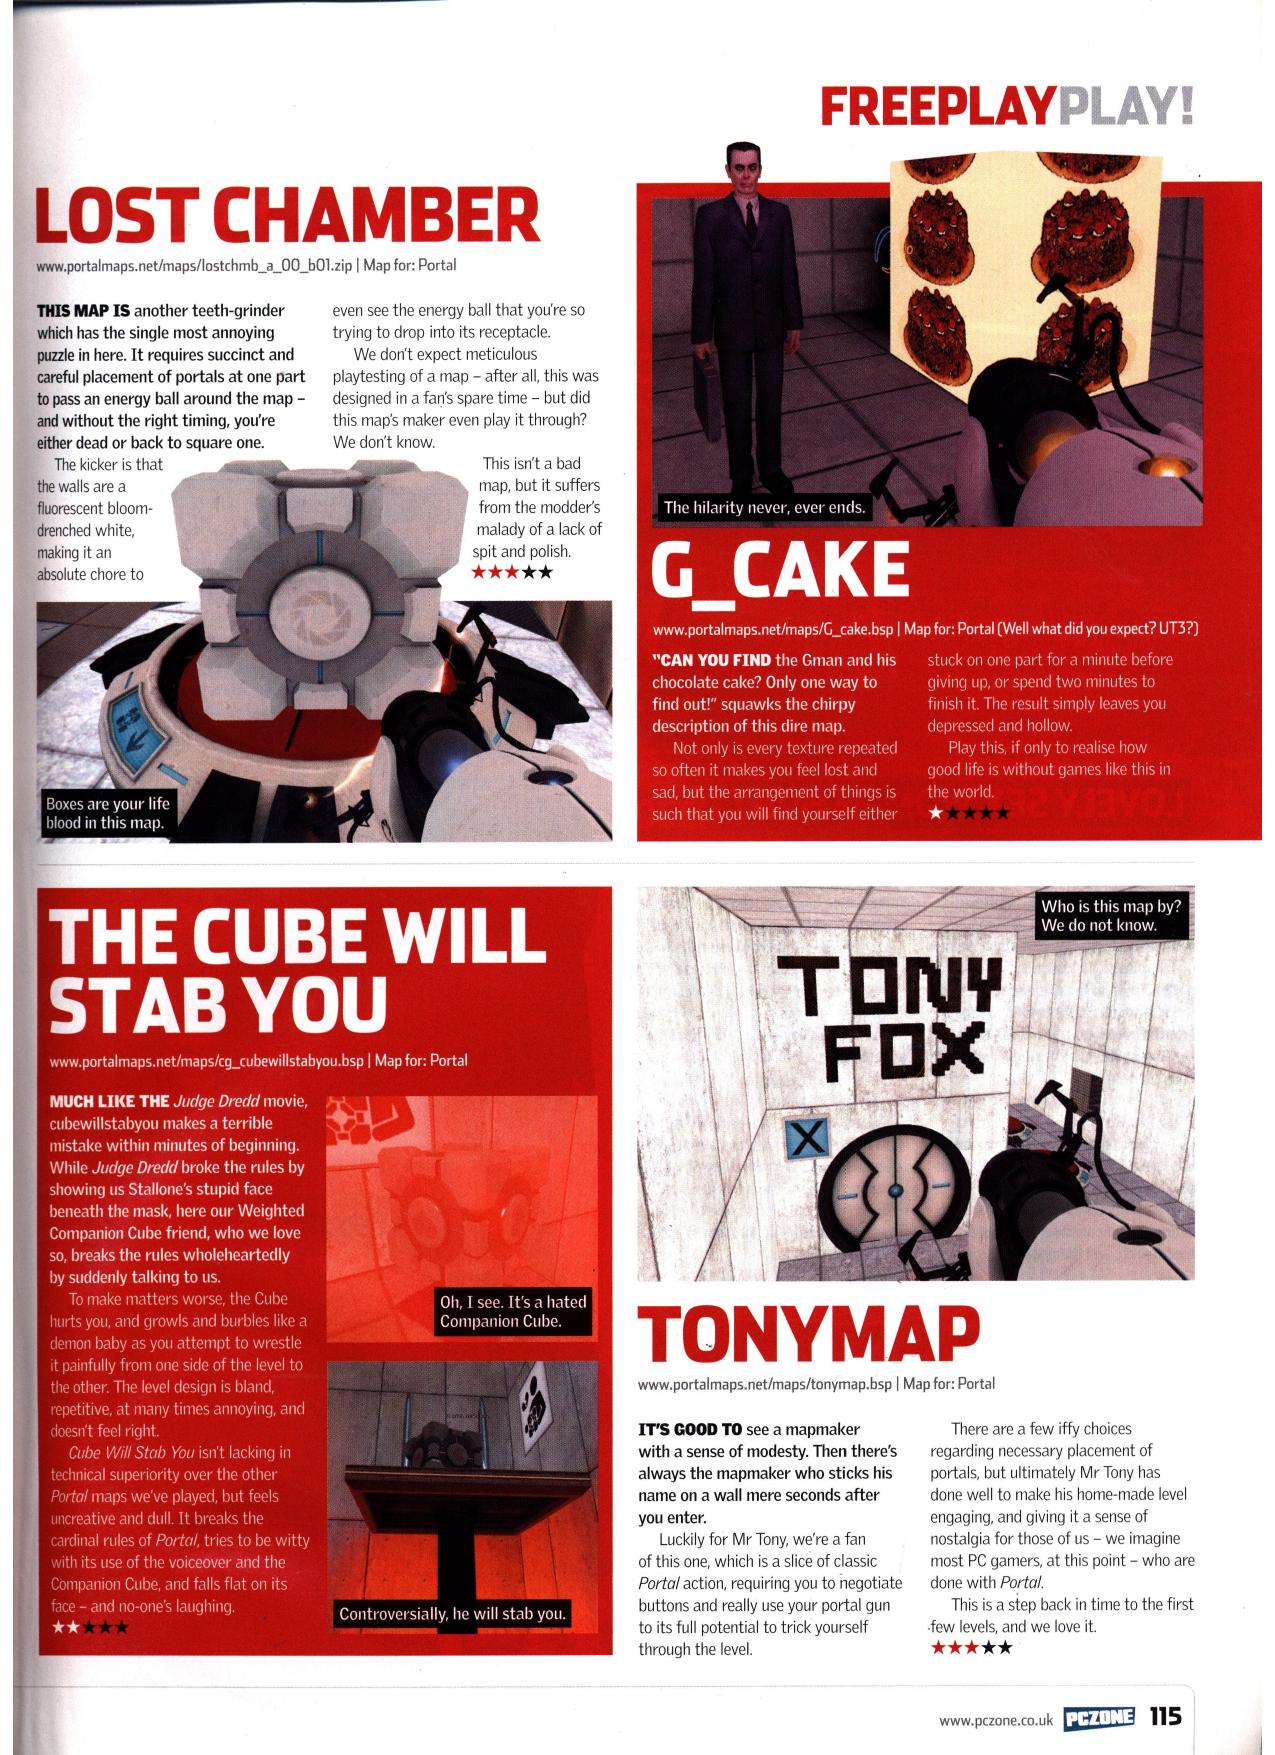 FREEPLAYPLAY!
LOST CHAMBER
www.portalmaps.net/maps/lostchmb_a_00_b01.zip | Map for: Portal
THIS MAP IS another teeth-grinder
which has the single most annoying
puzzle in here. It requires succinct and
careful placement of portals at one part
to pass an energy ball around the map –
and without the right timing, you're
either dead or back to square one.
The kicker is that
the walls are a
fluorescent bloom-
drenched white,
making it an
absolute chore to
even see the energy ball that you're so
trying to drop into its receptacle.
We don't expect meticulous
playtesting of a map – after all, this was
designed in a fan's spare time – but did
this map's maker even play it through?
We don't know.
This isn't a bad
map, but it suffers
from the modder's
malady of a lack of
spit and polish.
★★★★★
Boxes are your life
blood in this map.
The hilarity never, ever ends.
G_CAKE
www.portalmaps.net/maps/G_cake.bsp | Map for: Portal (Well what did you expect? UT3?)
"CAN YOU FIND the Gman and his
chocolate cake? Only one way to
find out!" squawks the chirpy
description of this dire map.
Not only is every texture repeated
so often it makes you feel lost and
sad, but the arrangement of things is
such that you will find yourself either
stuck on one part for a minute before
giving up, or spend two minutes to
finish it. The result simply leaves you
depressed and hollow.
Play this, if only to realise how
good life is without games like this in
the world.
★★★★★
THE CUBE WILL
STAB YOU
www.portalmaps.net/maps/cg_cubewillstabyou.bsp | Map for: Portal
MUCH LIKE THE Judge Dredd movie,
cubewillstabyou makes a terrible
mistake within minutes of beginning.
While Judge Dredd broke the rules by
showing us Stallone's stupid face
beneath the mask, here our Weighted
Companion Cube friend, who we love
so, breaks the rules wholeheartedly
by suddenly talking to us.
To make matters worse, the Cube
hurts you, and growls and burbles like a
demon baby as you attempt to wrestle
it painfully from one side of the level to
the other. The level design is bland,
repetitive, at many times annoying, and
doesn't feel right.
Cube Will Stab You isn't lacking in
technical superiority over the other
Portal maps we've played, but feels
uncreative and dull. It breaks the
cardinal rules of Portal, tries to be witty
with its use of the voiceover and the
Companion Cube, and falls flat on its
face – and no-one's laughing.
★★★★★
Oh, I see. It's a hated
Companion Cube.
Controversially, he will stab you.
Who is this map by?
We do not know.
TONY
FOX
X
TONYMAP
www.portalmaps.net/maps/tonymap.bsp | Map for: Portal
IT'S GOOD TO see a mapmaker
with a sense of modesty. Then there's
always the mapmaker who sticks his
name on a wall mere seconds after
you enter.
Luckily for Mr Tony, we're a fan
of this one, which is a slice of classic
Portal action, requiring you to negotiate
buttons and really use your portal gun
to its full potential to trick yourself
through the level.
There are a few iffy choices
regarding necessary placement of
portals, but ultimately Mr Tony has
done well to make his home-made level
engaging, and giving it a sense of
nostalgia for those of us – we imagine
most PC gamers, at this point – who are
done with Portal.
This is a step back in time to the first
few levels, and we love it.
★★★★★
www.pczone.co.uk PCZONE 115